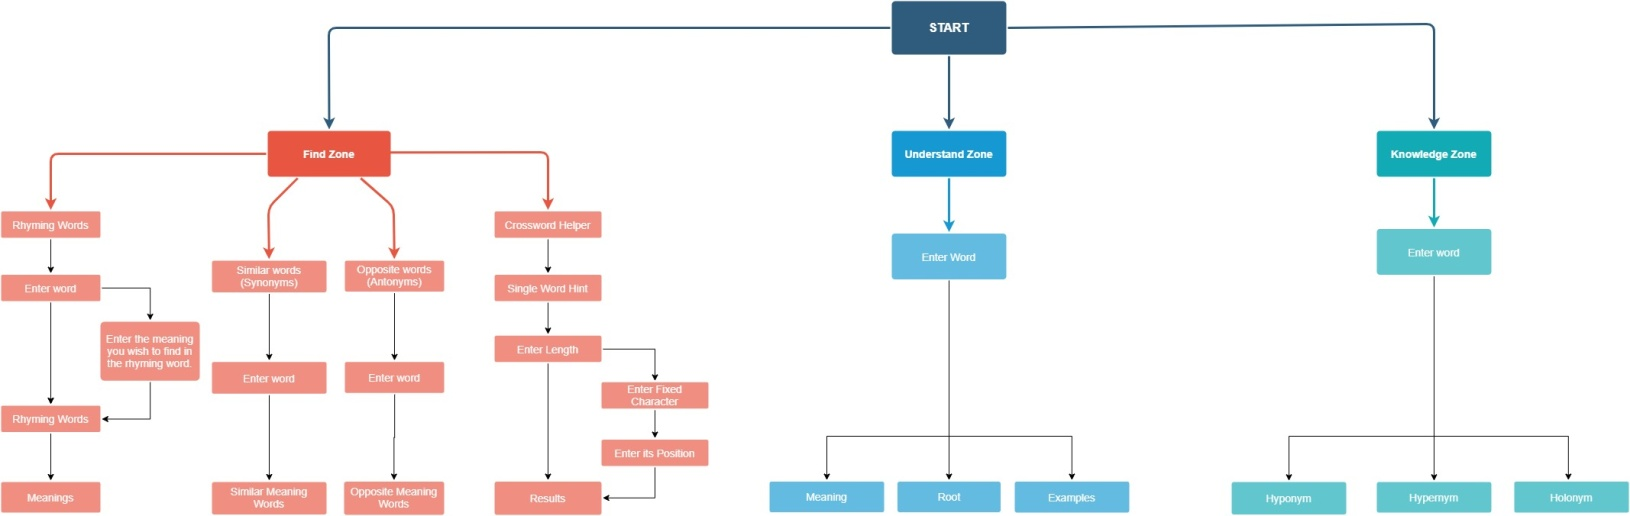 START
Find Zone
Understand Zone
Knowledge Zone
Rhyming Words
Enter word
Enter the meaning
you wish to find in
the rhyming word.
Rhyming Words
Meanings
Similar words
(Synonyms)
Enter word
Similar Meaning
Words
Opposite words
(Antonyms)
Enter word
Opposite Meaning
Words
Crossword Helper
Single Word Hint
Enter Length
Enter Fixed
Character
Enter its Position
Results
Enter Word
Meaning
Root
Examples
Enter word
Hyponym
Hypernym
Holonym